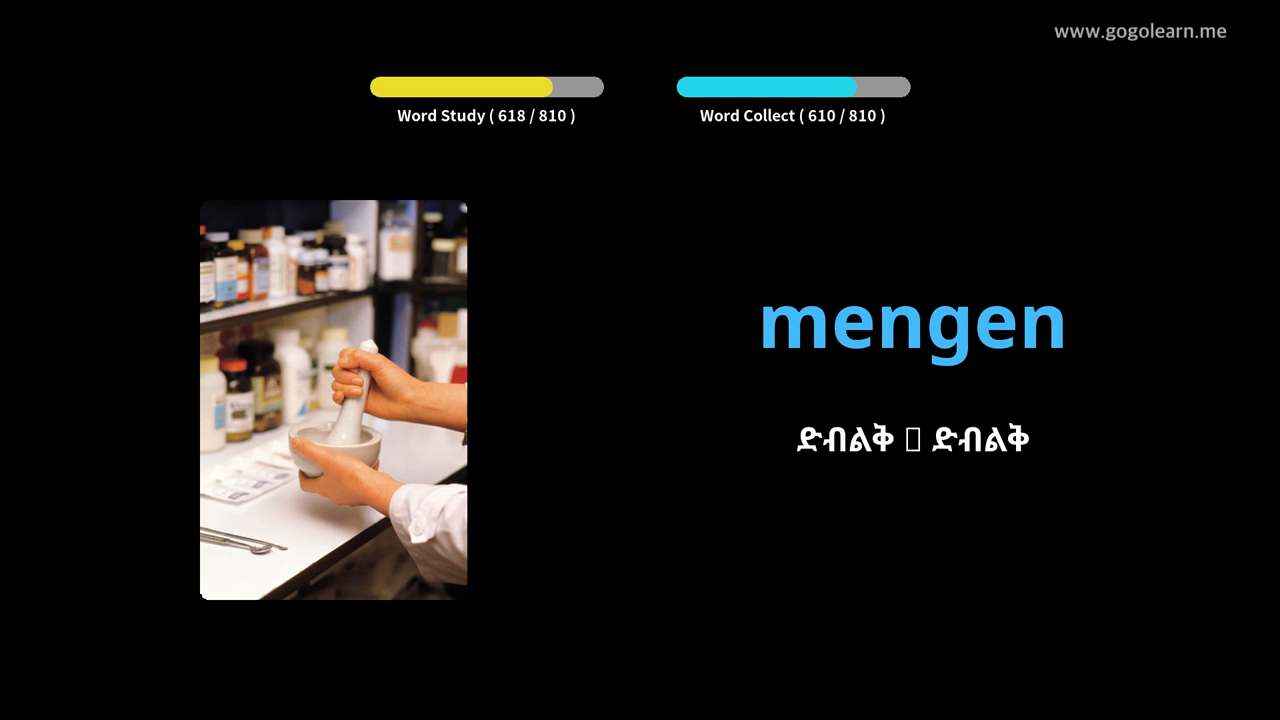 www.gogolearn.me
Word Study ( 618 / 810 )
Word Collect ( 610 / 810 )
mengen
ድብልቅ ፤ ድብልቅ